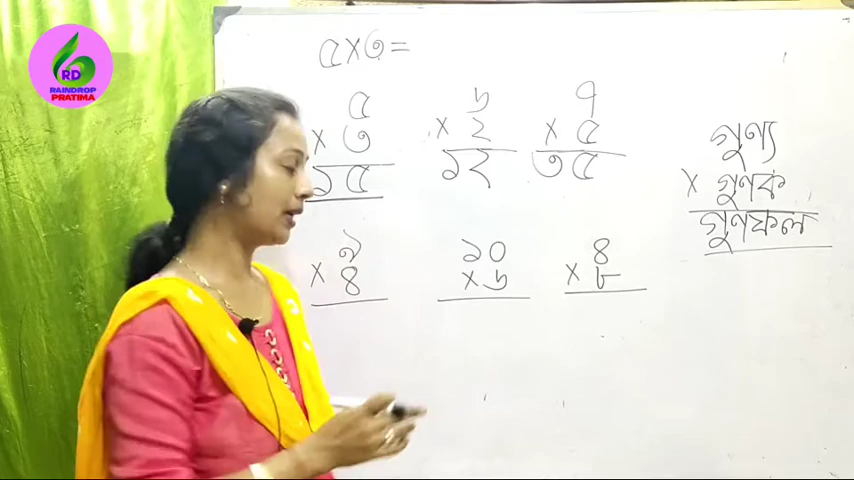 RD
RAINDROP
PRATIMA
৫×৩=
৫
×৩
১৫
৬
×২
১২
৭
×৫
৩৫
গুণ্য
× গুণক
গুণফল
৯
×৪
১০
×৬
৪
×৮